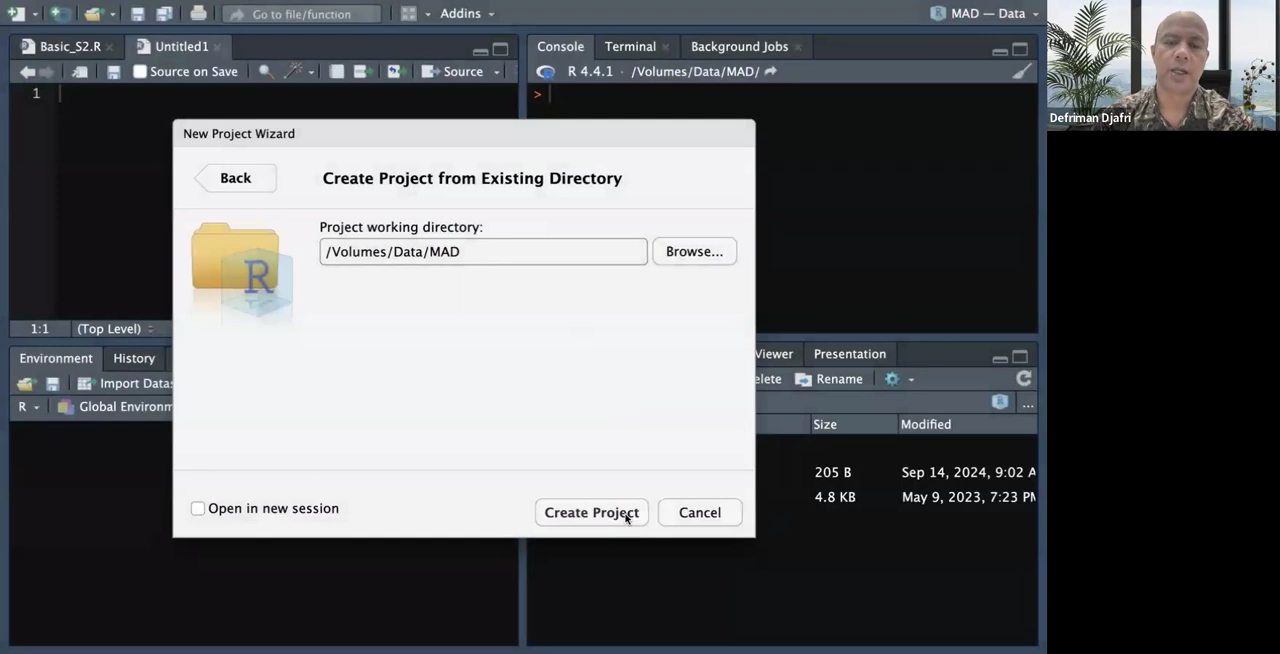 Go to file/function
Addins
MAD — Data
Basic_S2.R
Untitled1
Source on Save
Source
1
1:1
(Top Level)
Environment
History
Import Datas
R
Global Environm
Console
Terminal
Background Jobs
R 4.4.1 · /Volumes/Data/MAD/
>
New Project Wizard
Back
Create Project from Existing Directory
Project working directory:
/Volumes/Data/MAD
Browse...
R
Open in new session
Create Project
Cancel
Viewer
Presentation
elete
Rename
...
Size
Modified
205 B
Sep 14, 2024, 9:02 A
4.8 KB
May 9, 2023, 7:23 PM
Defriman Djafri